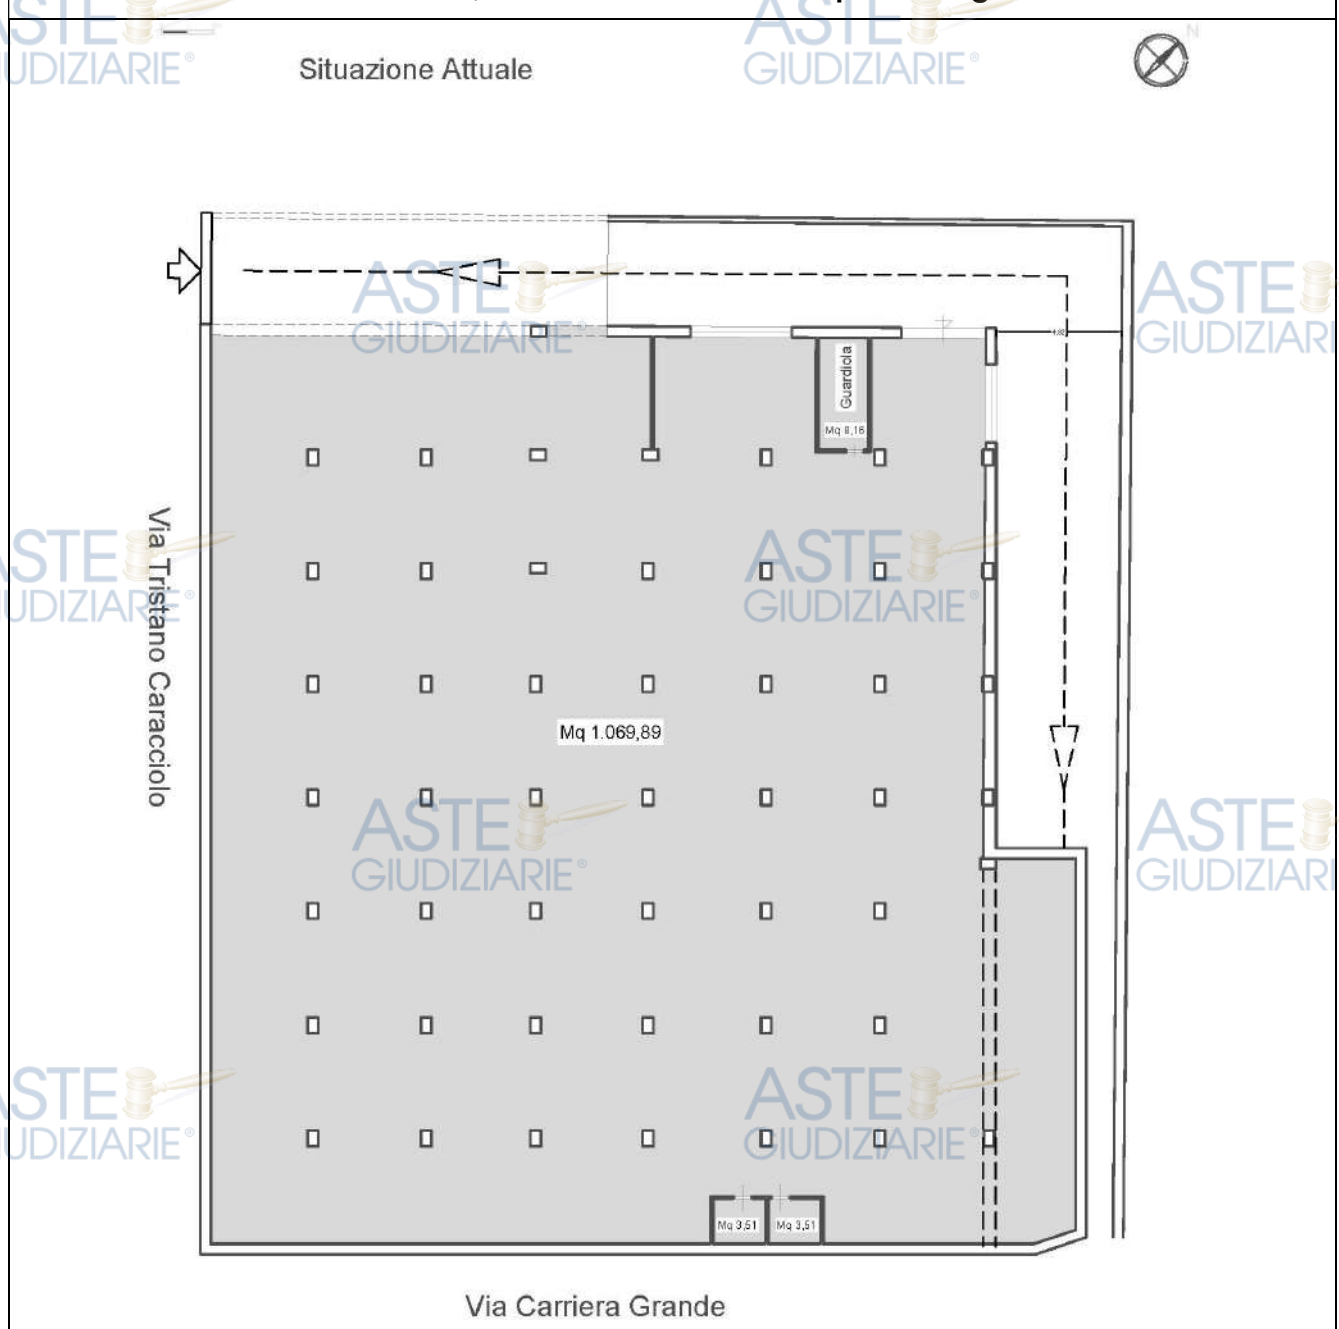 Situazione Attuale
N
Guardiola
Mq 8,16
Via Tristano Caracciolo
Mq 1.069,89
Mq 3,51
Mq 3,51
Via Carriera Grande
ASTE
GIUDIZIARIE®